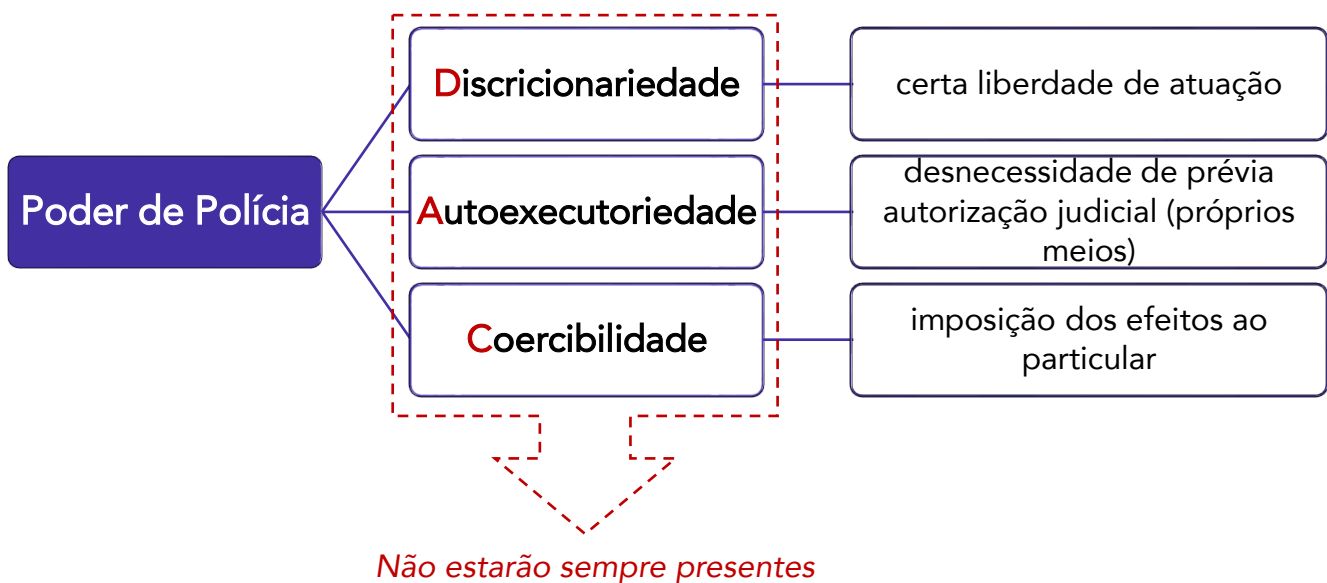 Poder de Polícia
Discricionariedade
certa liberdade de atuação
Autoexecutoriedade
desnecessidade de prévia
autorização judicial (próprios
meios)
Coercibilidade
imposição dos efeitos ao
particular
Não estarão sempre presentes